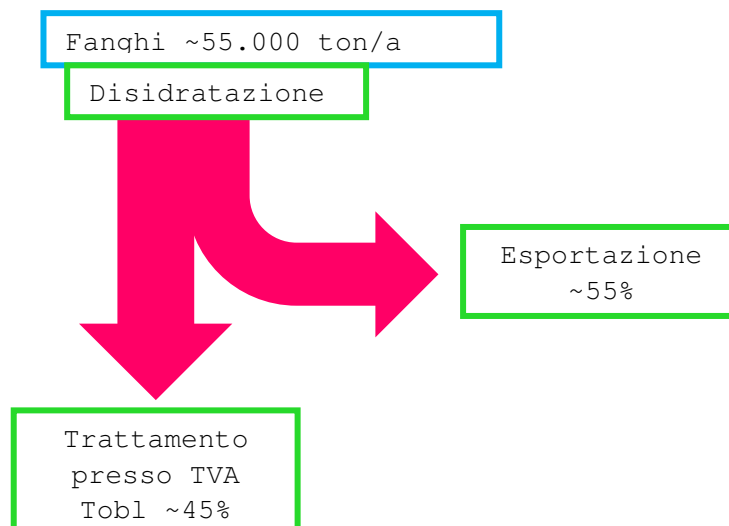 Fanghi ~55.000 ton/a
Disidratazione
Esportazione
~55%
Trattamento
presso TVA
Tobl ~45%